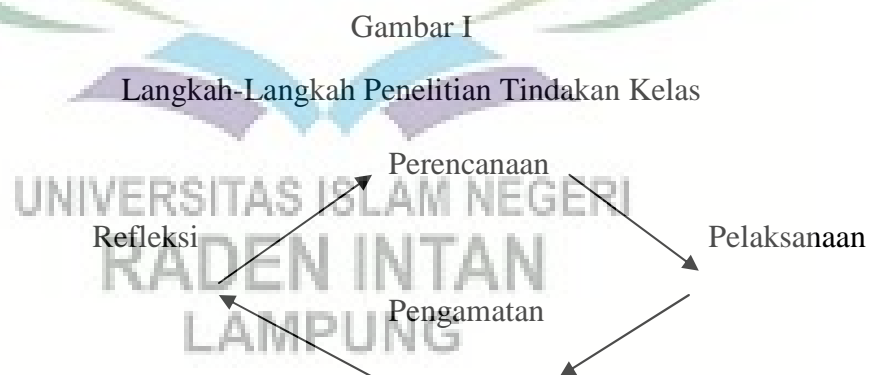 Gambar I
Langkah-Langkah Penelitian Tindakan Kelas
Perencanaan
UNIVERSITAS ISLAM NEGERI
Refleksi
Pelaksanaan
RADEN INTAN
Pengamatan
LAMPUNG